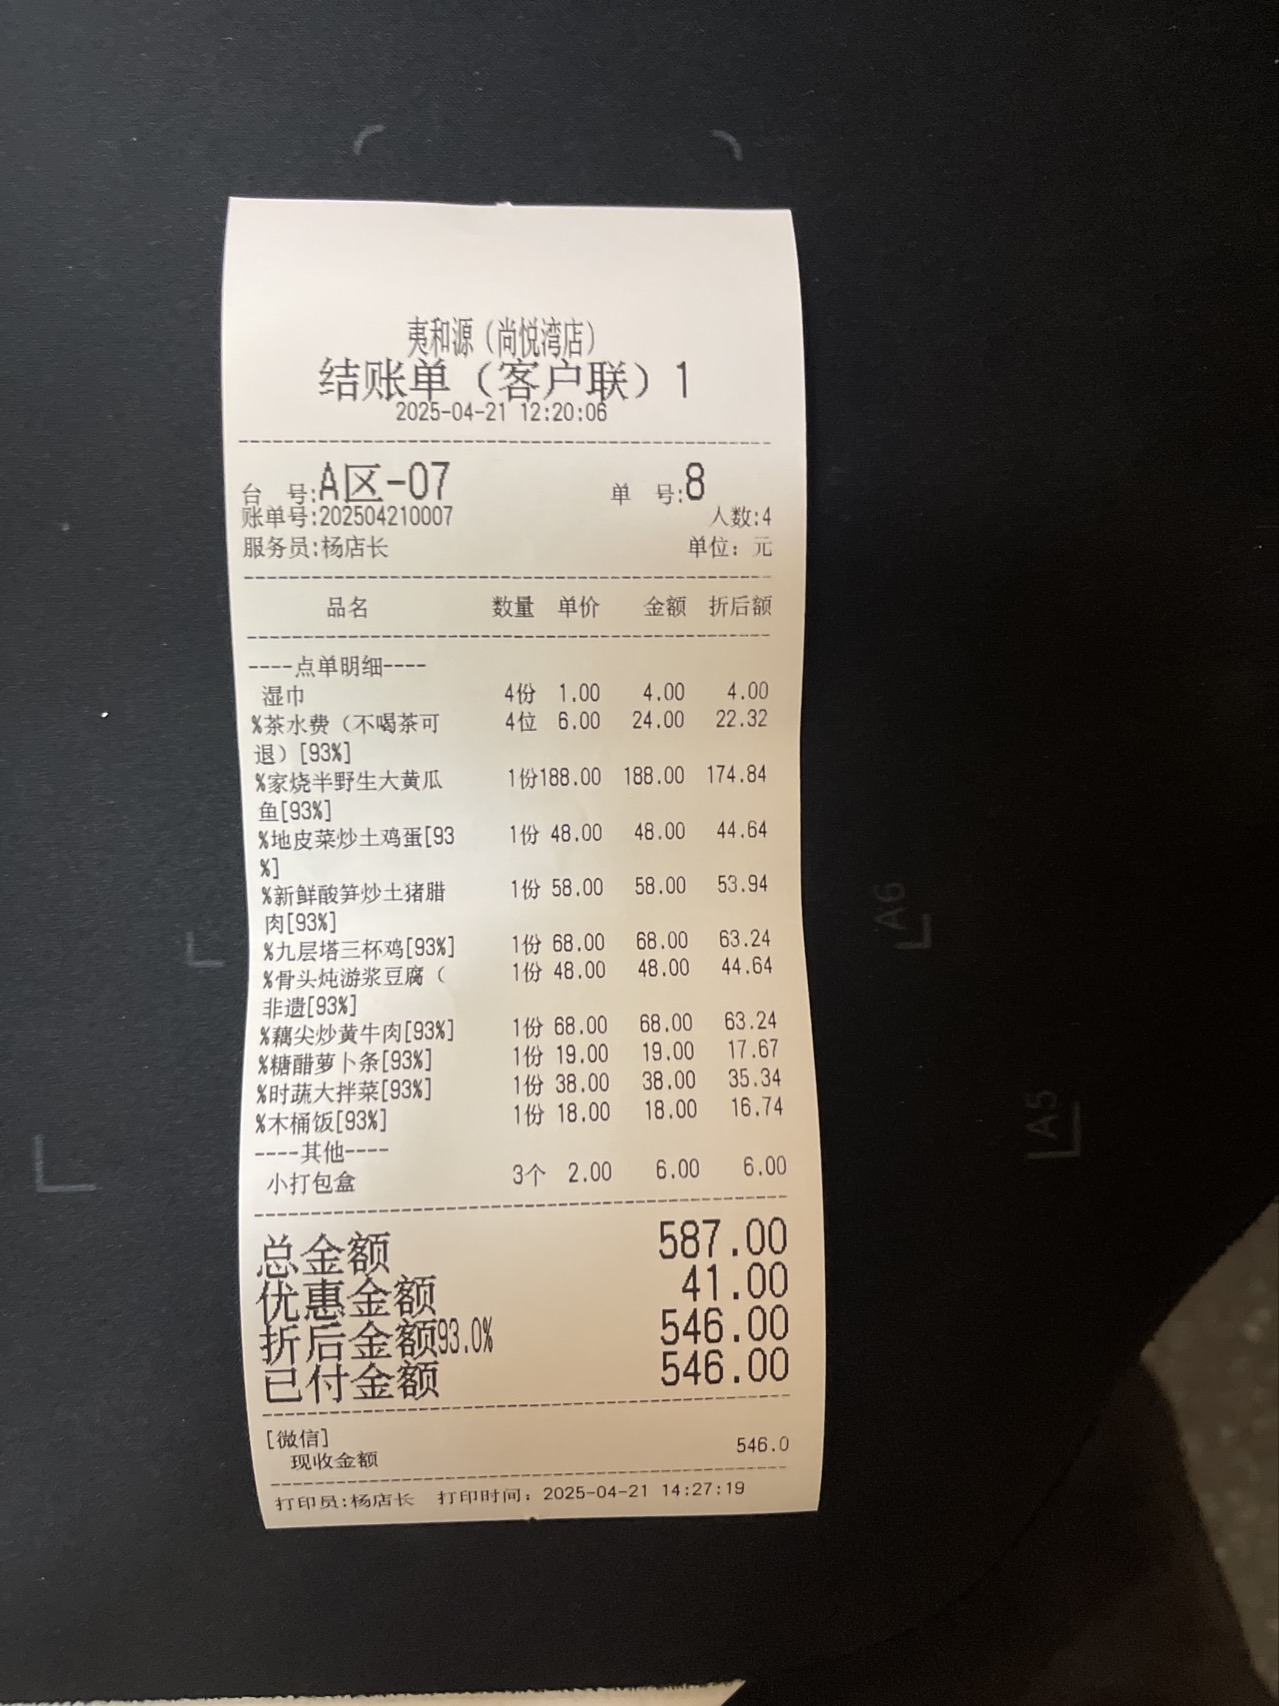 夷和源（尚悦湾店）
结账单（客户联）1
2025-04-21 12:20:06
台 号:A区-07 单 号:8
账单号:202504210007 人数:4
服务员:杨店长 单位：元
品名 数量 单价 金额 折后额
----点单明细----
湿巾 4份 1.00 4.00 4.00
%茶水费（不喝茶可 4位 6.00 24.00 22.32
退）[93%]
%家烧半野生大黄瓜 1份188.00 188.00 174.84
鱼[93%]
%地皮菜炒土鸡蛋[93 1份 48.00 48.00 44.64
%]
%新鲜酸笋炒土猪腊 1份 58.00 58.00 53.94
肉[93%]
%九层塔三杯鸡[93%] 1份 68.00 68.00 63.24
%骨头炖游浆豆腐（ 1份 48.00 48.00 44.64
非遗[93%]
%藕尖炒黄牛肉[93%] 1份 68.00 68.00 63.24
%糖醋萝卜条[93%] 1份 19.00 19.00 17.67
%时蔬大拌菜[93%] 1份 38.00 38.00 35.34
%木桶饭[93%] 1份 18.00 18.00 16.74
----其他----
小打包盒 3个 2.00 6.00 6.00
总金额 587.00
优惠金额 41.00
折后金额93.0% 546.00
已付金额 546.00
[微信]
现收金额 546.0
打印员:杨店长 打印时间：2025-04-21 14:27:19
A6
A5